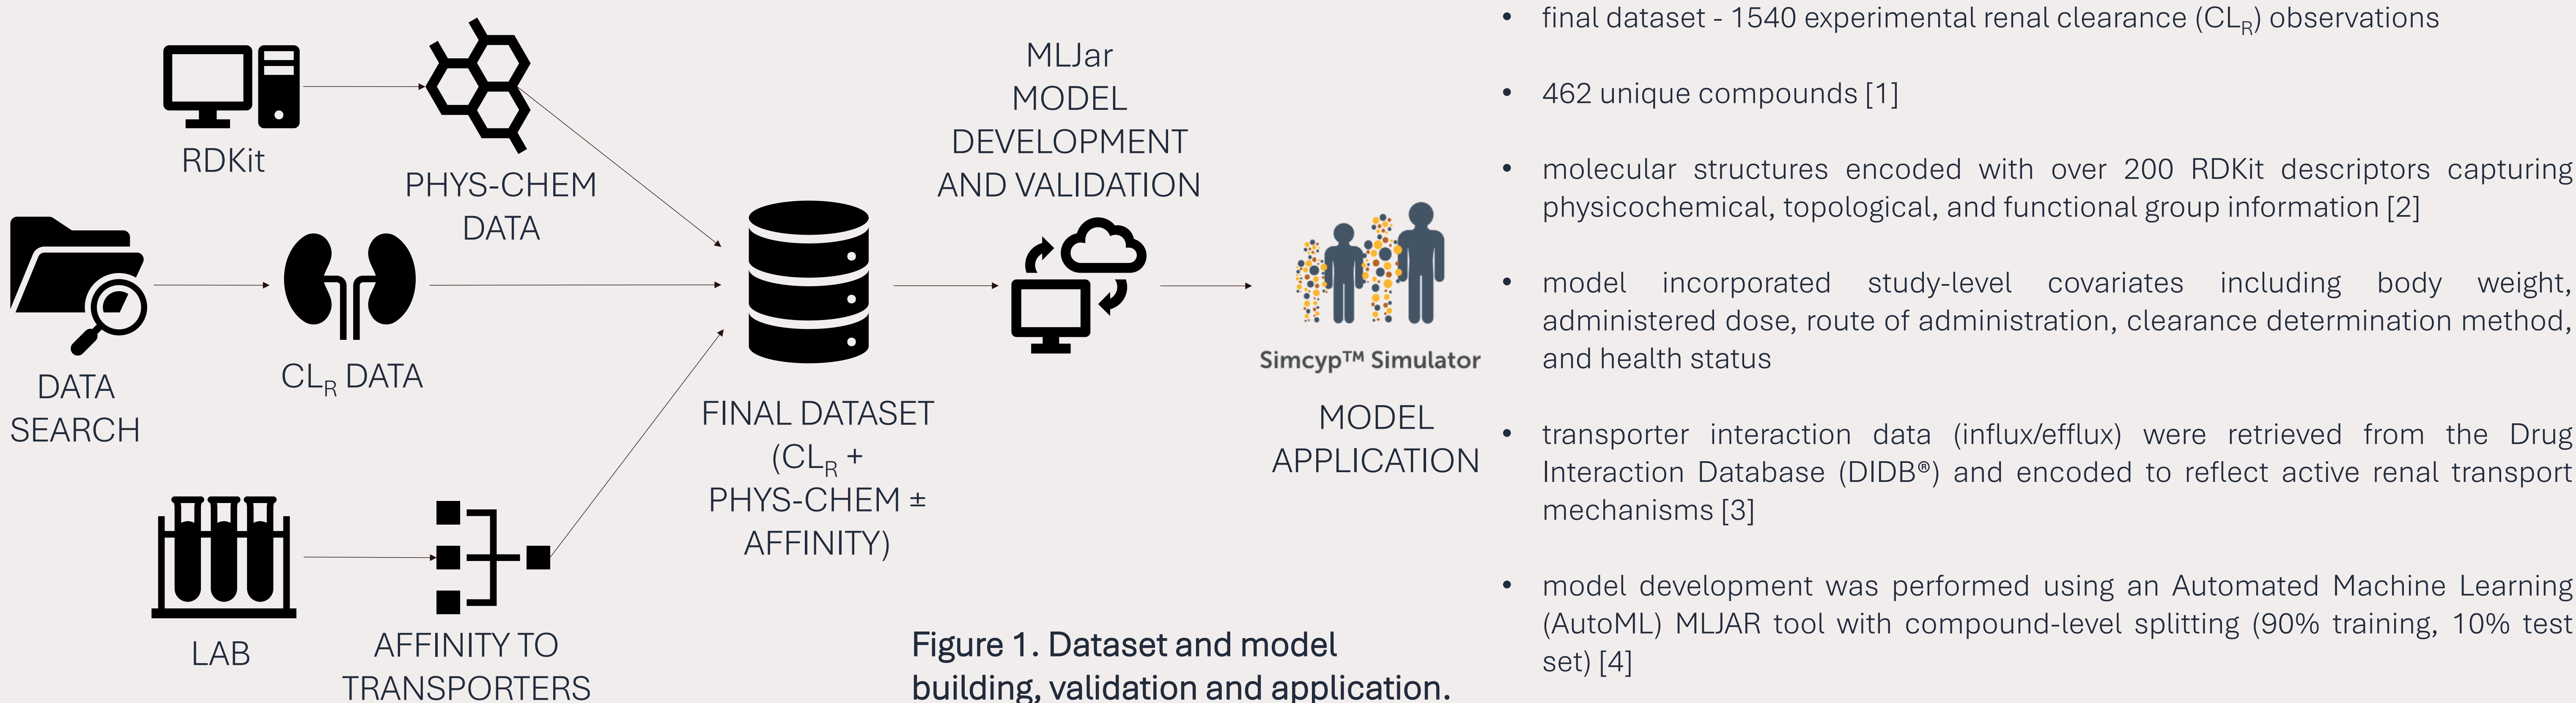 RDKit
PHYS-CHEM
DATA
DATA
SEARCH
CLR DATA
LAB
AFFINITY TO
TRANSPORTERS
FINAL DATASET
(CLR +
PHYS-CHEM ±
AFFINITY)
MLJar
MODEL
DEVELOPMENT
AND VALIDATION
Simcyp™ Simulator
MODEL
APPLICATION
Figure 1. Dataset and model
building, validation and application.
• final dataset - 1540 experimental renal clearance (CLR) observations
• 462 unique compounds [1]
• molecular structures encoded with over 200 RDKit descriptors capturing
physicochemical, topological, and functional group information [2]
• model incorporated study-level covariates including body weight,
administered dose, route of administration, clearance determination method,
and health status
• transporter interaction data (influx/efflux) were retrieved from the Drug
Interaction Database (DIDB®) and encoded to reflect active renal transport
mechanisms [3]
• model development was performed using an Automated Machine Learning
(AutoML) MLJAR tool with compound-level splitting (90% training, 10% test
set) [4]